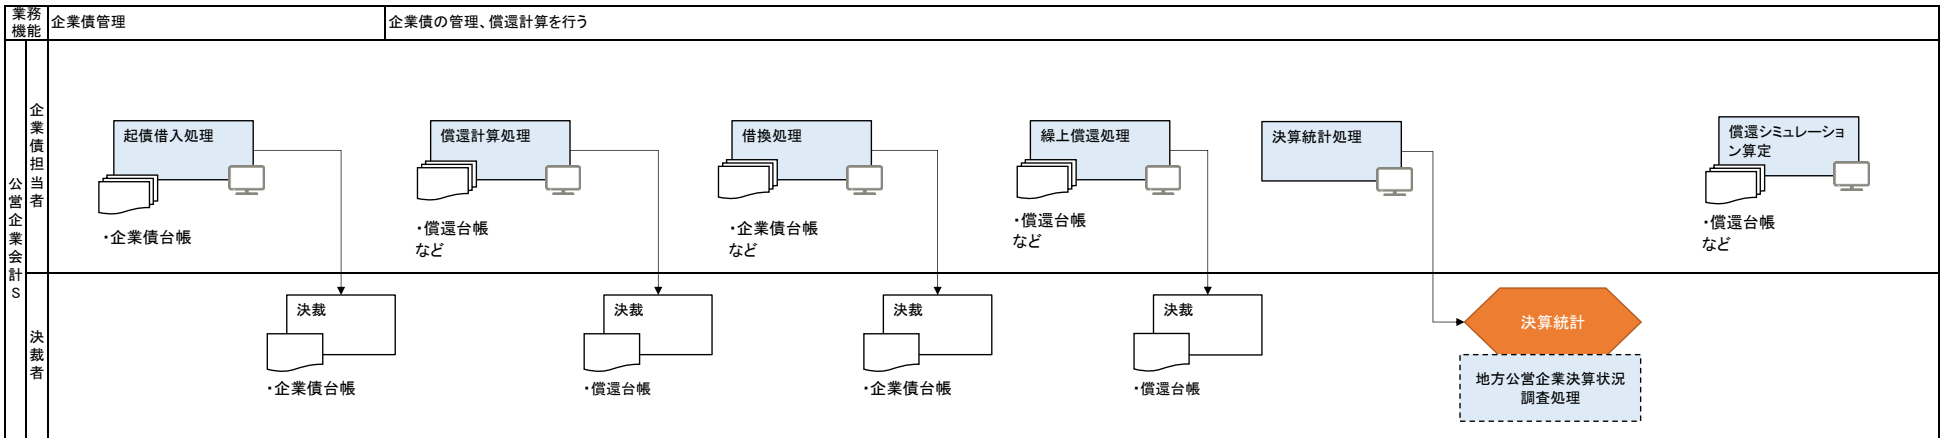 業務
機能
企業債管理
企業債の管理、償還計算を行う
公営企業会計S
企業債担当者
起債借入処理
・企業債台帳
償還計算処理
・償還台帳
など
借換処理
・企業債台帳
など
繰上償還処理
・償還台帳
など
決算統計処理
償還シミュレーショ
ン算定
・償還台帳
など
決裁者
決裁
・企業債台帳
決裁
・償還台帳
決裁
・企業債台帳
決裁
・償還台帳
決算統計
地方公営企業決算状況
調査処理